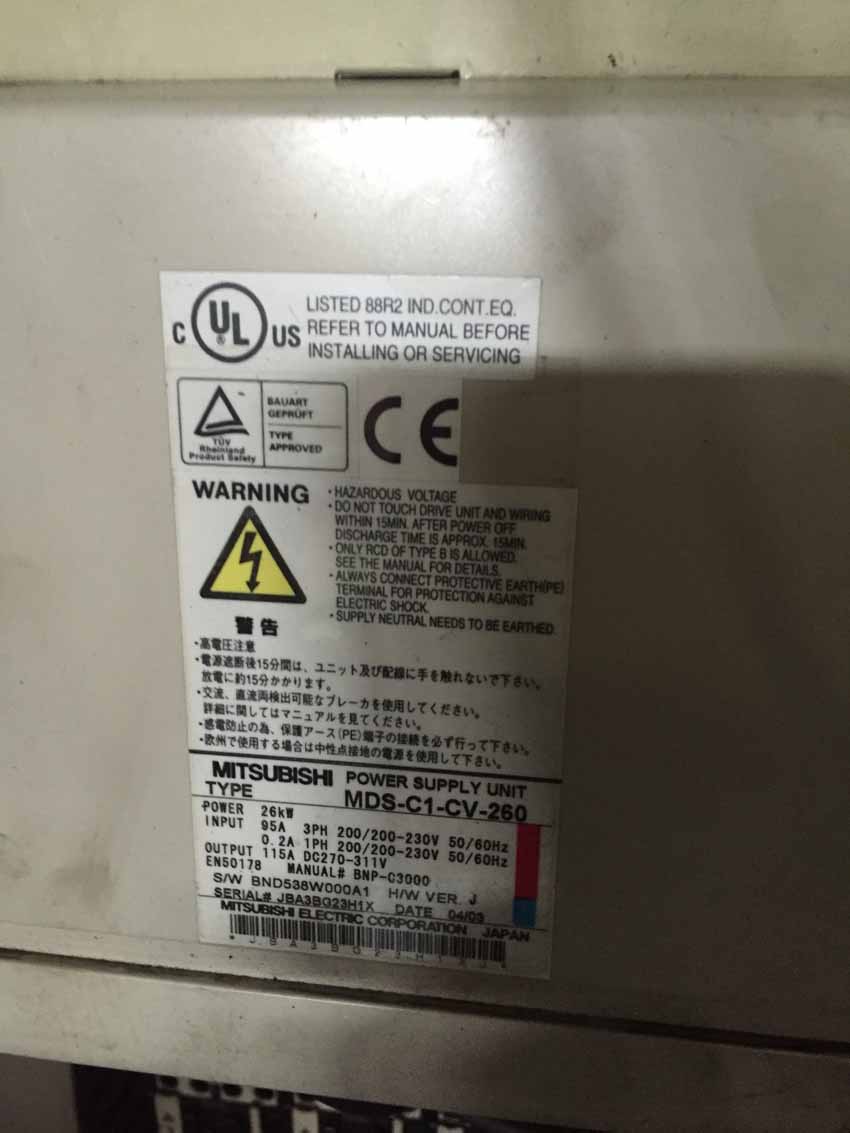 C UL® US
LISTED 88R2 IND.CONT.EQ.
REFER TO MANUAL BEFORE
INSTALLING OR SERVICING
TÜV
Rheinland
Product Safety
BAUART
GEPRÜFT
TYPE
APPROVED
CE
WARNING
・HAZARDOUS VOLTAGE
・DO NOT TOUCH DRIVE UNIT AND WIRING
WITHIN 15MIN. AFTER POWER OFF
DISCHARGE TIME IS APPROX. 15MIN.
・ONLY RCD OF TYPE B IS ALLOWED.
SEE THE MANUAL FOR DETAILS.
・ALWAYS CONNECT PROTECTIVE EARTH(PE)
TERMINAL FOR PROTECTION AGAINST
ELECTRIC SHOCK.
・SUPPLY NEUTRAL NEEDS TO BE EARTHED.
警告
・高電圧注意
・電源遮断後15分間は、ユニット及び配線に手を触れないで下さい。
放電に約15分かかります。
・交流、直流両検出可能なブレーカを使用してください。
詳細に関してはマニュアルを見てください。
・感電防止の為、保護アース(PE)端子の接続を必ず行って下さい。
・欧州で使用する場合は中性点接地の電源を使用して下さい。
MITSUBISHI POWER SUPPLY UNIT
TYPE MDS-C1-CV-260
POWER 26kW
INPUT 95A 3PH 200/200-230V 50/60Hz
0.2A 1PH 200/200-230V 50/60Hz
OUTPUT 115A DC270-311V
EN50178 MANUAL# BNP-C3000
S/W BND538W000A1 H/W VER. J
SERIAL# JBA3BG23H1X DATE 04/03
MITSUBISHI ELECTRIC CORPORATION JAPAN